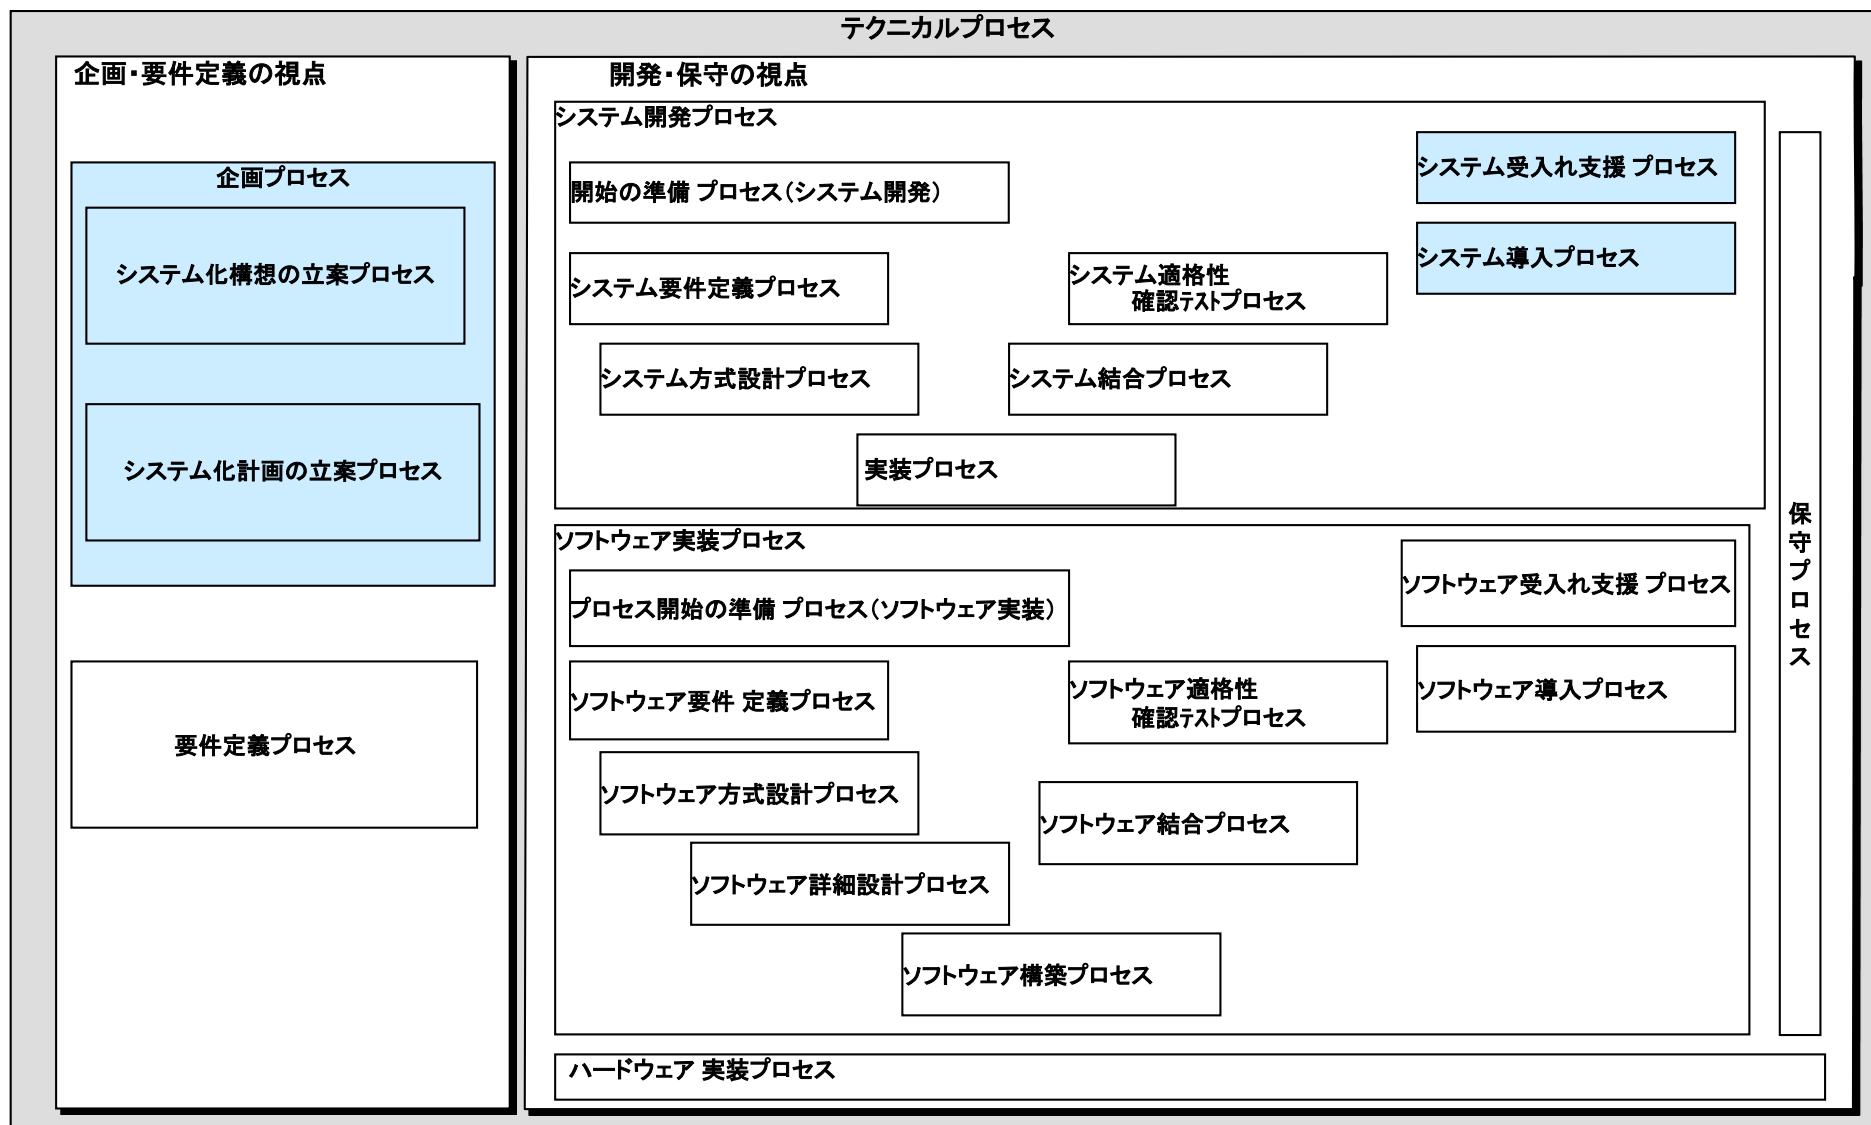 テクニカルプロセス
企画・要件定義の視点
企画プロセス
システム化構想の立案プロセス
システム化計画の立案プロセス
要件定義プロセス
開発・保守の視点
システム開発プロセス
開始の準備 プロセス（システム開発）
システム受入れ支援 プロセス
システム導入プロセス
システム要件定義プロセス
システム適格性
確認ﾃｽﾄプロセス
システム方式設計プロセス
システム結合プロセス
実装プロセス
ソフトウェア実装プロセス
プロセス開始の準備 プロセス（ソフトウェア実装）
ソフトウェア受入れ支援 プロセス
ソフトウェア要件 定義プロセス
ソフトウェア適格性
確認ﾃｽﾄプロセス
ソフトウェア導入プロセス
ソフトウェア方式設計プロセス
ソフトウェア結合プロセス
ソフトウェア詳細設計プロセス
ソフトウェア構築プロセス
保守プロセス
ハードウェア 実装プロセス